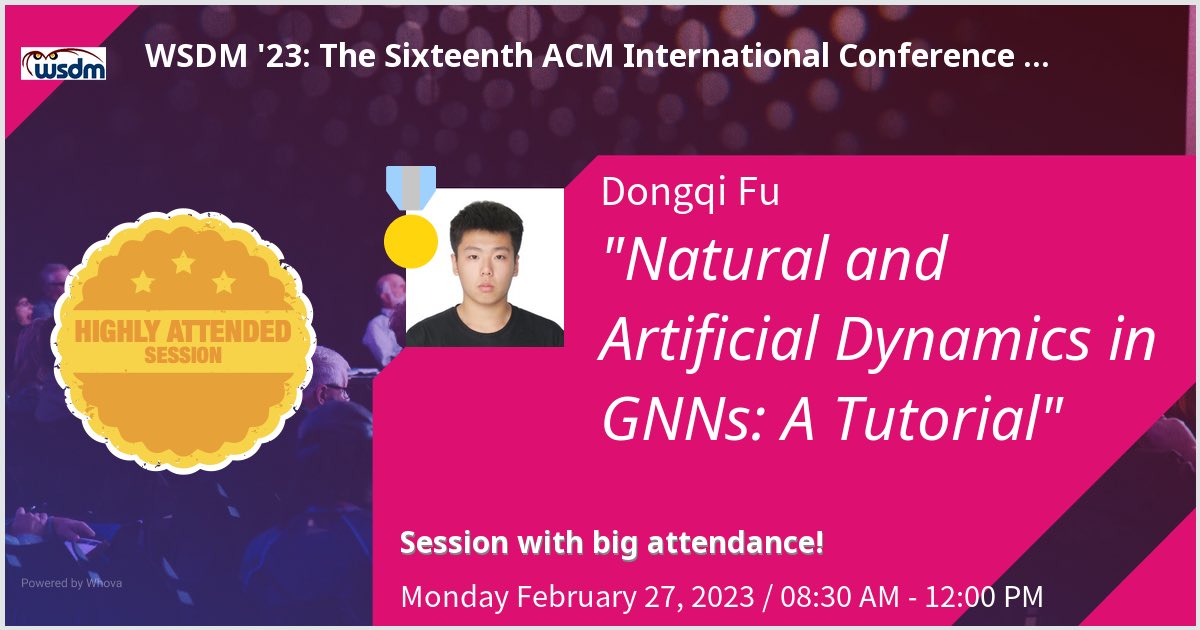 wsdm
WSDM '23: The Sixteenth ACM International Conference ...
HIGHLY ATTENDED
SESSION
Dongqi Fu
"Natural and
Artificial Dynamics in
GNNs: A Tutorial"
Session with big attendance!
Monday February 27, 2023 / 08:30 AM - 12:00 PM
Powered by Whova